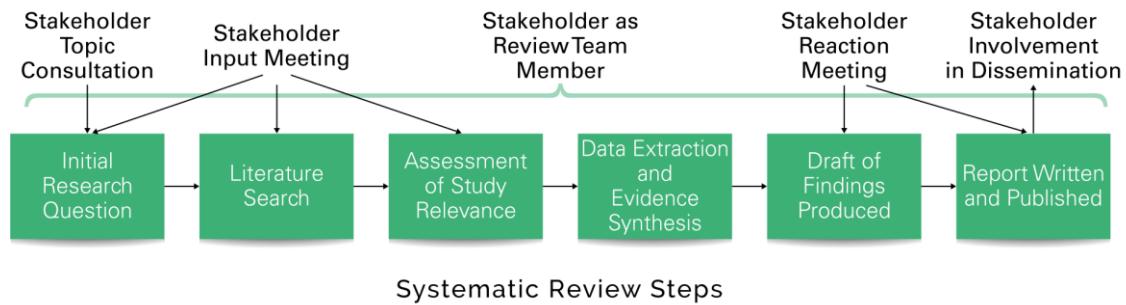 Stakeholder
Topic
Consultation
Stakeholder
Input Meeting
Stakeholder as
Review Team
Member
Stakeholder
Reaction
Meeting
Stakeholder
Involvement
in Dissemination
Initial
Research
Question
Literature
Search
Assessment
of Study
Relevance
Data Extraction
and
Evidence
Synthesis
Draft of
Findings
Produced
Report Written
and Published
Systematic Review Steps